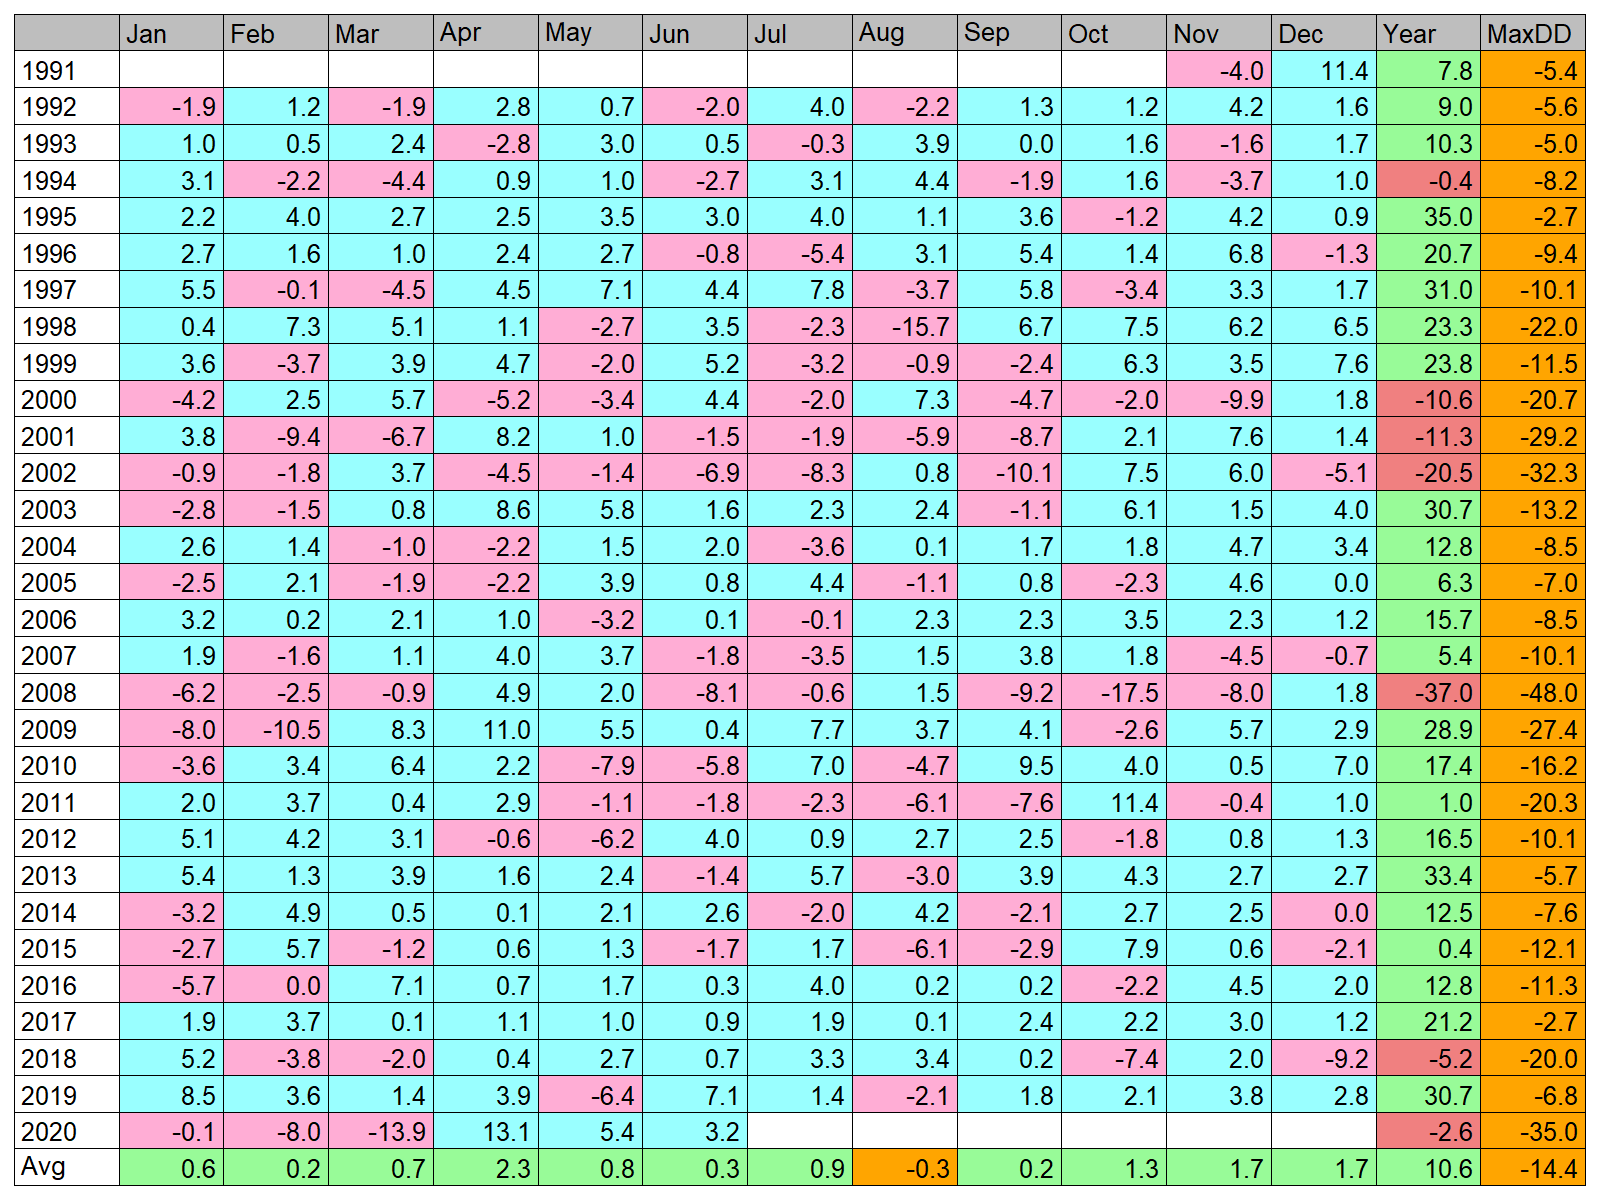 Jan Feb Mar Apr May Jun Jul Aug Sep Oct Nov Dec Year MaxDD
1991 -4.0 11.4 7.8 -5.4
1992 -1.9 1.2 -1.9 2.8 0.7 -2.0 4.0 -2.2 1.3 1.2 4.2 1.6 9.0 -5.6
1993 1.0 0.5 2.4 -2.8 3.0 0.5 -0.3 3.9 0.0 1.6 -1.6 1.7 10.3 -5.0
1994 3.1 -2.2 -4.4 0.9 1.0 -2.7 3.1 4.4 -1.9 1.6 -3.7 1.0 -0.4 -8.2
1995 2.2 4.0 2.7 2.5 3.5 3.0 4.0 1.1 3.6 -1.2 4.2 0.9 35.0 -2.7
1996 2.7 1.6 1.0 2.4 2.7 -0.8 -5.4 3.1 5.4 1.4 6.8 -1.3 20.7 -9.4
1997 5.5 -0.1 -4.5 4.5 7.1 4.4 7.8 -3.7 5.8 -3.4 3.3 1.7 31.0 -10.1
1998 0.4 7.3 5.1 1.1 -2.7 3.5 -2.3 -15.7 6.7 7.5 6.2 6.5 23.3 -22.0
1999 3.6 -3.7 3.9 4.7 -2.0 5.2 -3.2 -0.9 -2.4 6.3 3.5 7.6 23.8 -11.5
2000 -4.2 2.5 5.7 -5.2 -3.4 4.4 -2.0 7.3 -4.7 -2.0 -9.9 1.8 -10.6 -20.7
2001 3.8 -9.4 -6.7 8.2 1.0 -1.5 -1.9 -5.9 -8.7 2.1 7.6 1.4 -11.3 -29.2
2002 -0.9 -1.8 3.7 -4.5 -1.4 -6.9 -8.3 0.8 -10.1 7.5 6.0 -5.1 -20.5 -32.3
2003 -2.8 -1.5 0.8 8.6 5.8 1.6 2.3 2.4 -1.1 6.1 1.5 4.0 30.7 -13.2
2004 2.6 1.4 -1.0 -2.2 1.5 2.0 -3.6 0.1 1.7 1.8 4.7 3.4 12.8 -8.5
2005 -2.5 2.1 -1.9 -2.2 3.9 0.8 4.4 -1.1 0.8 -2.3 4.6 0.0 6.3 -7.0
2006 3.2 0.2 2.1 1.0 -3.2 0.1 -0.1 2.3 2.3 3.5 2.3 1.2 15.7 -8.5
2007 1.9 -1.6 1.1 4.0 3.7 -1.8 -3.5 1.5 3.8 1.8 -4.5 -0.7 5.4 -10.1
2008 -6.2 -2.5 -0.9 4.9 2.0 -8.1 -0.6 1.5 -9.2 -17.5 -8.0 1.8 -37.0 -48.0
2009 -8.0 -10.5 8.3 11.0 5.5 0.4 7.7 3.7 4.1 -2.6 5.7 2.9 28.9 -27.4
2010 -3.6 3.4 6.4 2.2 -7.9 -5.8 7.0 -4.7 9.5 4.0 0.5 7.0 17.4 -16.2
2011 2.0 3.7 0.4 2.9 -1.1 -1.8 -2.3 -6.1 -7.6 11.4 -0.4 1.0 1.0 -20.3
2012 5.1 4.2 3.1 -0.6 -6.2 4.0 0.9 2.7 2.5 -1.8 0.8 1.3 16.5 -10.1
2013 5.4 1.3 3.9 1.6 2.4 -1.4 5.7 -3.0 3.9 4.3 2.7 2.7 33.4 -5.7
2014 -3.2 4.9 0.5 0.1 2.1 2.6 -2.0 4.2 -2.1 2.7 2.5 0.0 12.5 -7.6
2015 -2.7 5.7 -1.2 0.6 1.3 -1.7 1.7 -6.1 -2.9 7.9 0.6 -2.1 0.4 -12.1
2016 -5.7 0.0 7.1 0.7 1.7 0.3 4.0 0.2 0.2 -2.2 4.5 2.0 12.8 -11.3
2017 1.9 3.7 0.1 1.1 1.0 0.9 1.9 0.1 2.4 2.2 3.0 1.2 21.2 -2.7
2018 5.2 -3.8 -2.0 0.4 2.7 0.7 3.3 3.4 0.2 -7.4 2.0 -9.2 -5.2 -20.0
2019 8.5 3.6 1.4 3.9 -6.4 7.1 1.4 -2.1 1.8 2.1 3.8 2.8 30.7 -6.8
2020 -0.1 -8.0 -13.9 13.1 5.4 3.2 -2.6 -35.0
Avg 0.6 0.2 0.7 2.3 0.8 0.3 0.9 -0.3 0.2 1.3 1.7 1.7 10.6 -14.4